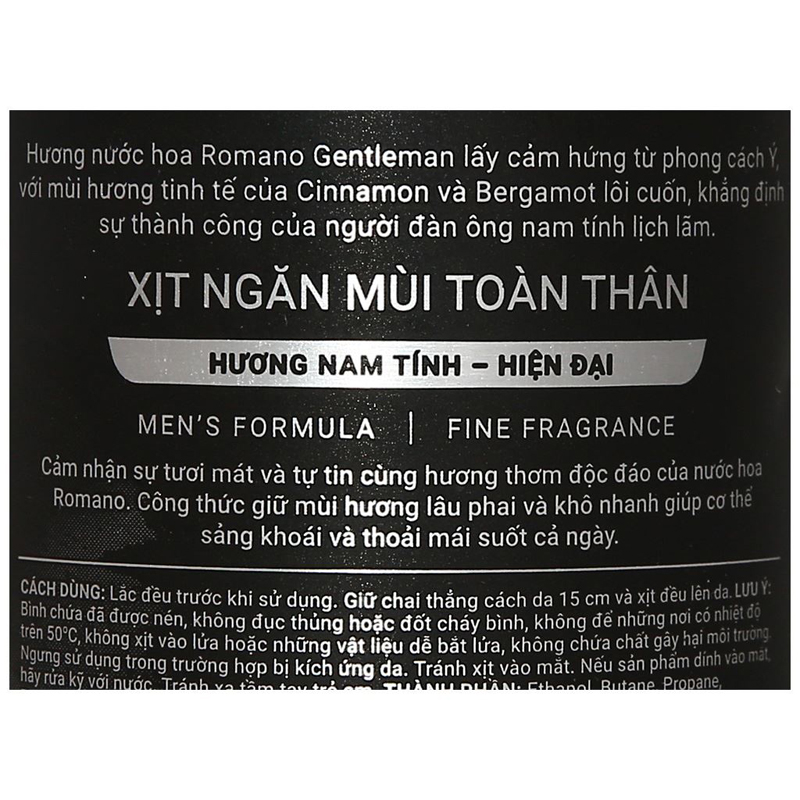 Hương nước hoa Romano Gentleman lấy cảm hứng từ phong cách Ý,
với mùi hương tinh tế của Cinnamon và Bergamot lôi cuốn, khẳng định
sự thành công của người đàn ông nam tính lịch lãm.
XỊT NGĂN MÙI TOÀN THÂN
HƯƠNG NAM TÍNH – HIỆN ĐẠI
MEN'S FORMULA | FINE FRAGRANCE
Cảm nhận sự tươi mát và tự tin cùng hương thơm độc đáo của nước hoa
Romano. Công thức giữ mùi hương lâu phai và khô nhanh giúp cơ thể
sảng khoái và thoải mái suốt cả ngày.
CÁCH DÙNG: Lắc đều trước khi sử dụng. Giữ chai thẳng cách da 15 cm và xịt đều lên da. LƯU Ý:
Bình chứa đã được nén, không đục thủng hoặc đốt cháy bình, không để những nơi có nhiệt độ
trên 50°C, không xịt vào lửa hoặc những vật liệu dễ bắt lửa, không chứa chất gây hại môi trường.
Ngưng sử dụng trong trường hợp bị kích ứng da. Tránh xịt vào mắt. Nếu sản phẩm dính vào mắt,
hãy rửa kỹ với nước. Tránh xa tầm tay trẻ em. THÀNH PHẦN: Ethanol, Butane, Propane,